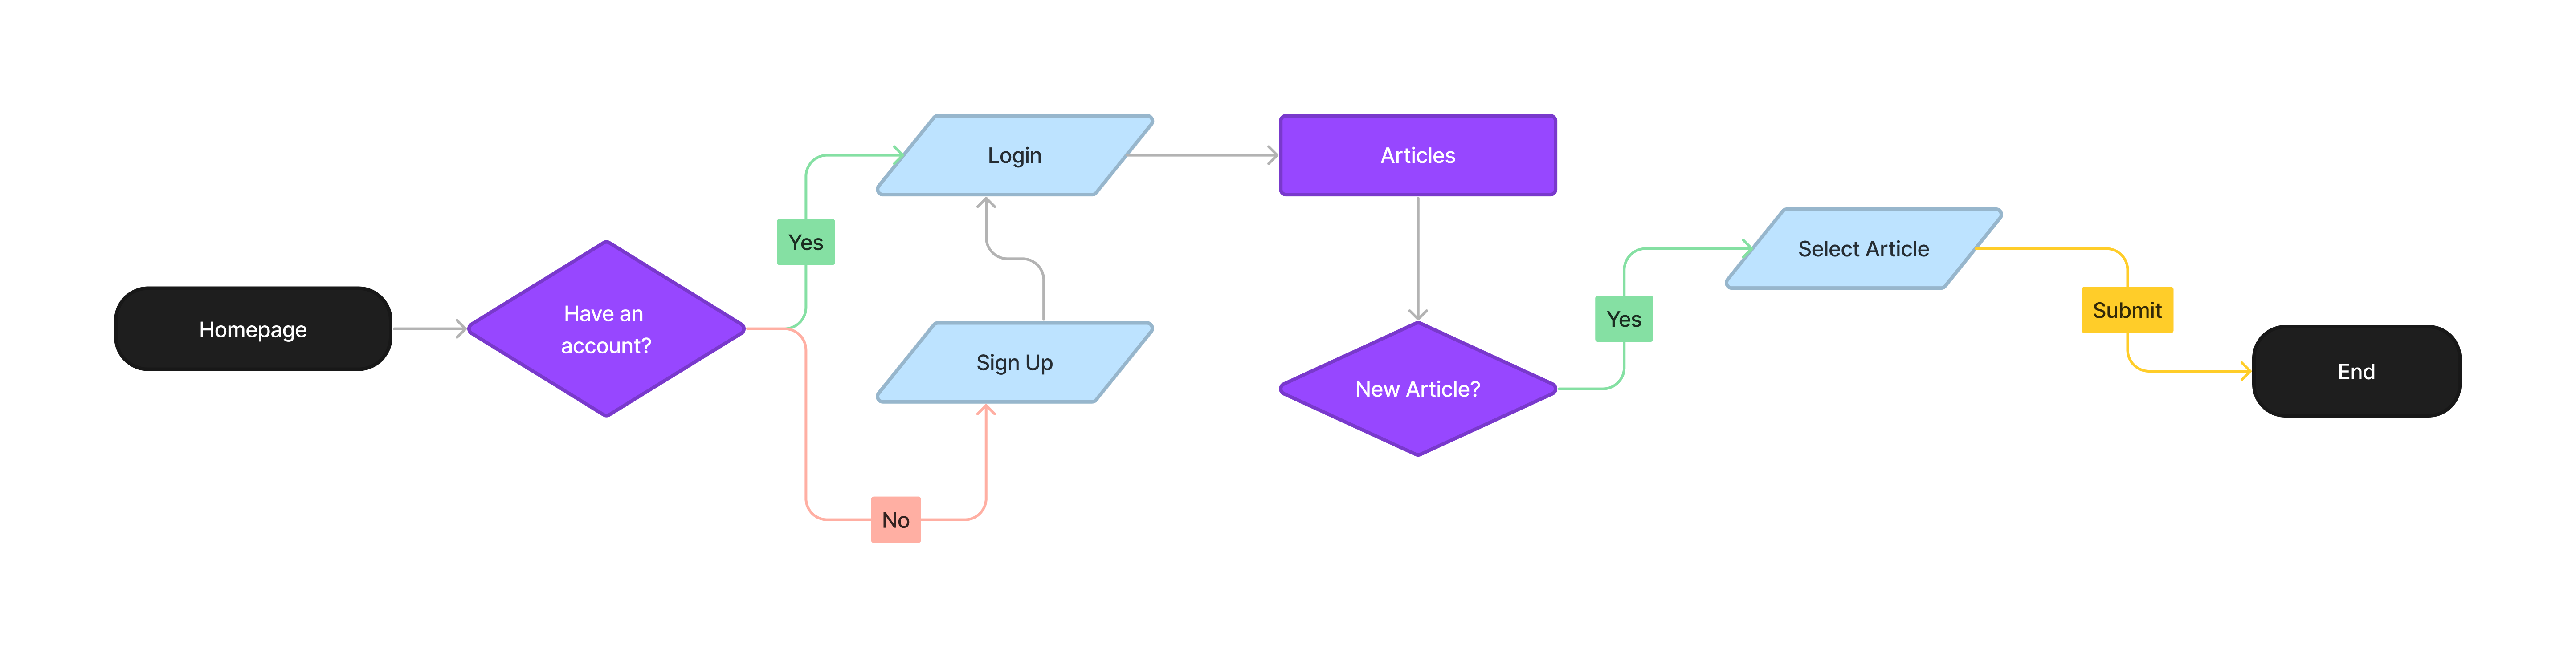 Homepage
Have an
account?
Yes
No
Login
Sign Up
Articles
New Article?
Yes
Select Article
Submit
End